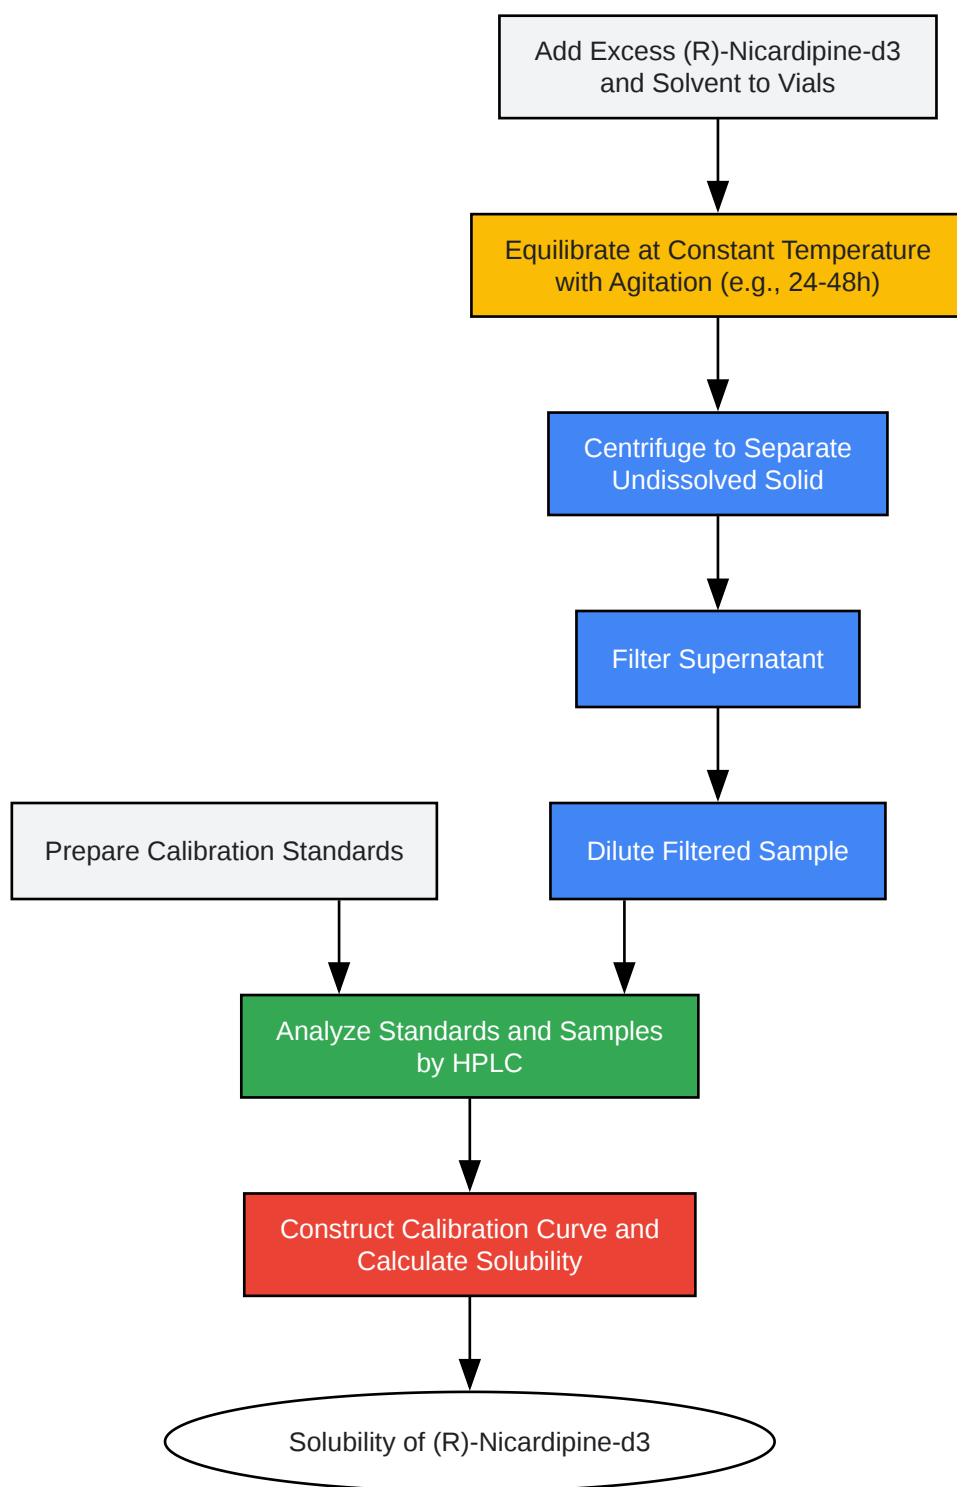 Add Excess (R)-Nicardipine-d3
and Solvent to Vials
Equilibrate at Constant Temperature
with Agitation (e.g., 24-48h)
Centrifuge to Separate
Undissolved Solid
Filter Supernatant
Prepare Calibration Standards
Dilute Filtered Sample
Analyze Standards and Samples
by HPLC
Construct Calibration Curve and
Calculate Solubility
Solubility of (R)-Nicardipine-d3